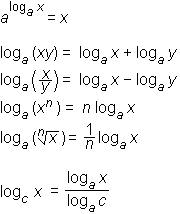 a^{log_a x} = x
log_a (xy) = log_a x + log_a y
log_a (x/y) = log_a x − log_a y
log_a (x^n) = n log_a x
log_a (ⁿ√x) = 1/n log_a x
log_c x = log_a x / log_a c